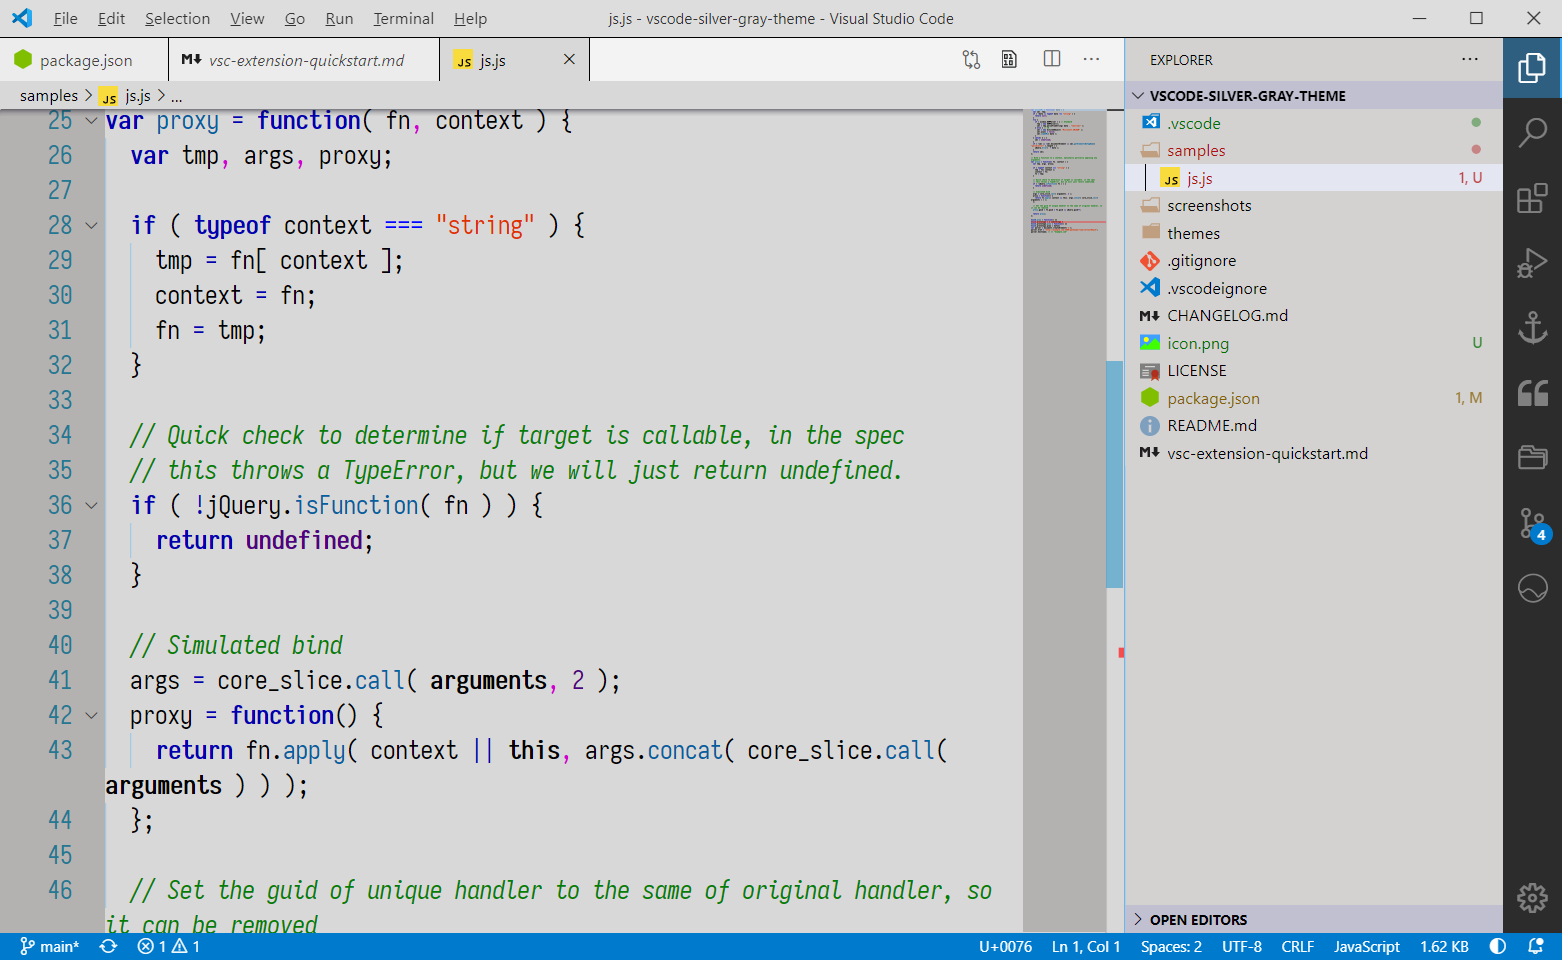 File Edit Selection View Go Run Terminal Help js.js - vscode-silver-gray-theme - Visual Studio Code
package.json vsc-extension-quickstart.md JS js.js
samples > JS js.js > ...
25 var proxy = function( fn, context ) {
26 var tmp, args, proxy;
27
28 if ( typeof context === "string" ) {
29 tmp = fn[ context ];
30 context = fn;
31 fn = tmp;
32 }
33
34 // Quick check to determine if target is callable, in the spec
35 // this throws a TypeError, but we will just return undefined.
36 if ( !jQuery.isFunction( fn ) ) {
37 return undefined;
38 }
39
40 // Simulated bind
41 args = core_slice.call( arguments, 2 );
42 proxy = function() {
43 return fn.apply( context || this, args.concat( core_slice.call(
arguments ) ) );
44 };
45
46 // Set the guid of unique handler to the same of original handler, so
it can be removed
EXPLORER ...
VSCODE-SILVER-GRAY-THEME
.vscode
samples
JS js.js 1, U
screenshots
themes
.gitignore
.vscodeignore
M↓ CHANGELOG.md
icon.png U
LICENSE
package.json 1, M
README.md
M↓ vsc-extension-quickstart.md
OPEN EDITORS
4
main* 1 1 U+0076 Ln 1, Col 1 Spaces: 2 UTF-8 CRLF JavaScript 1.62 KB